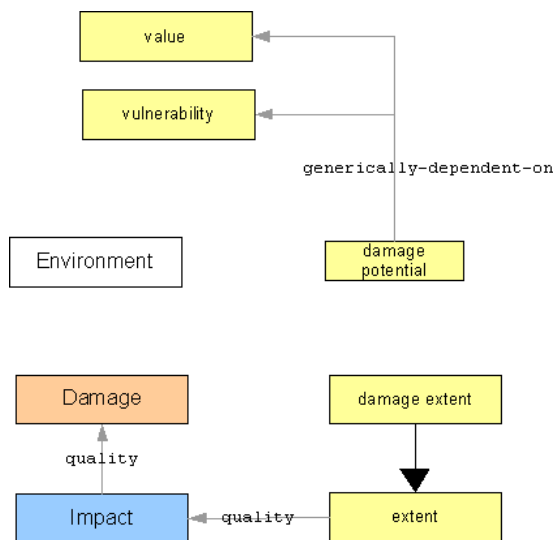 value
vulnerability
generically-dependent-on
Environment
damage
potential
Damage
damage extent
quality
Impact
quality
extent